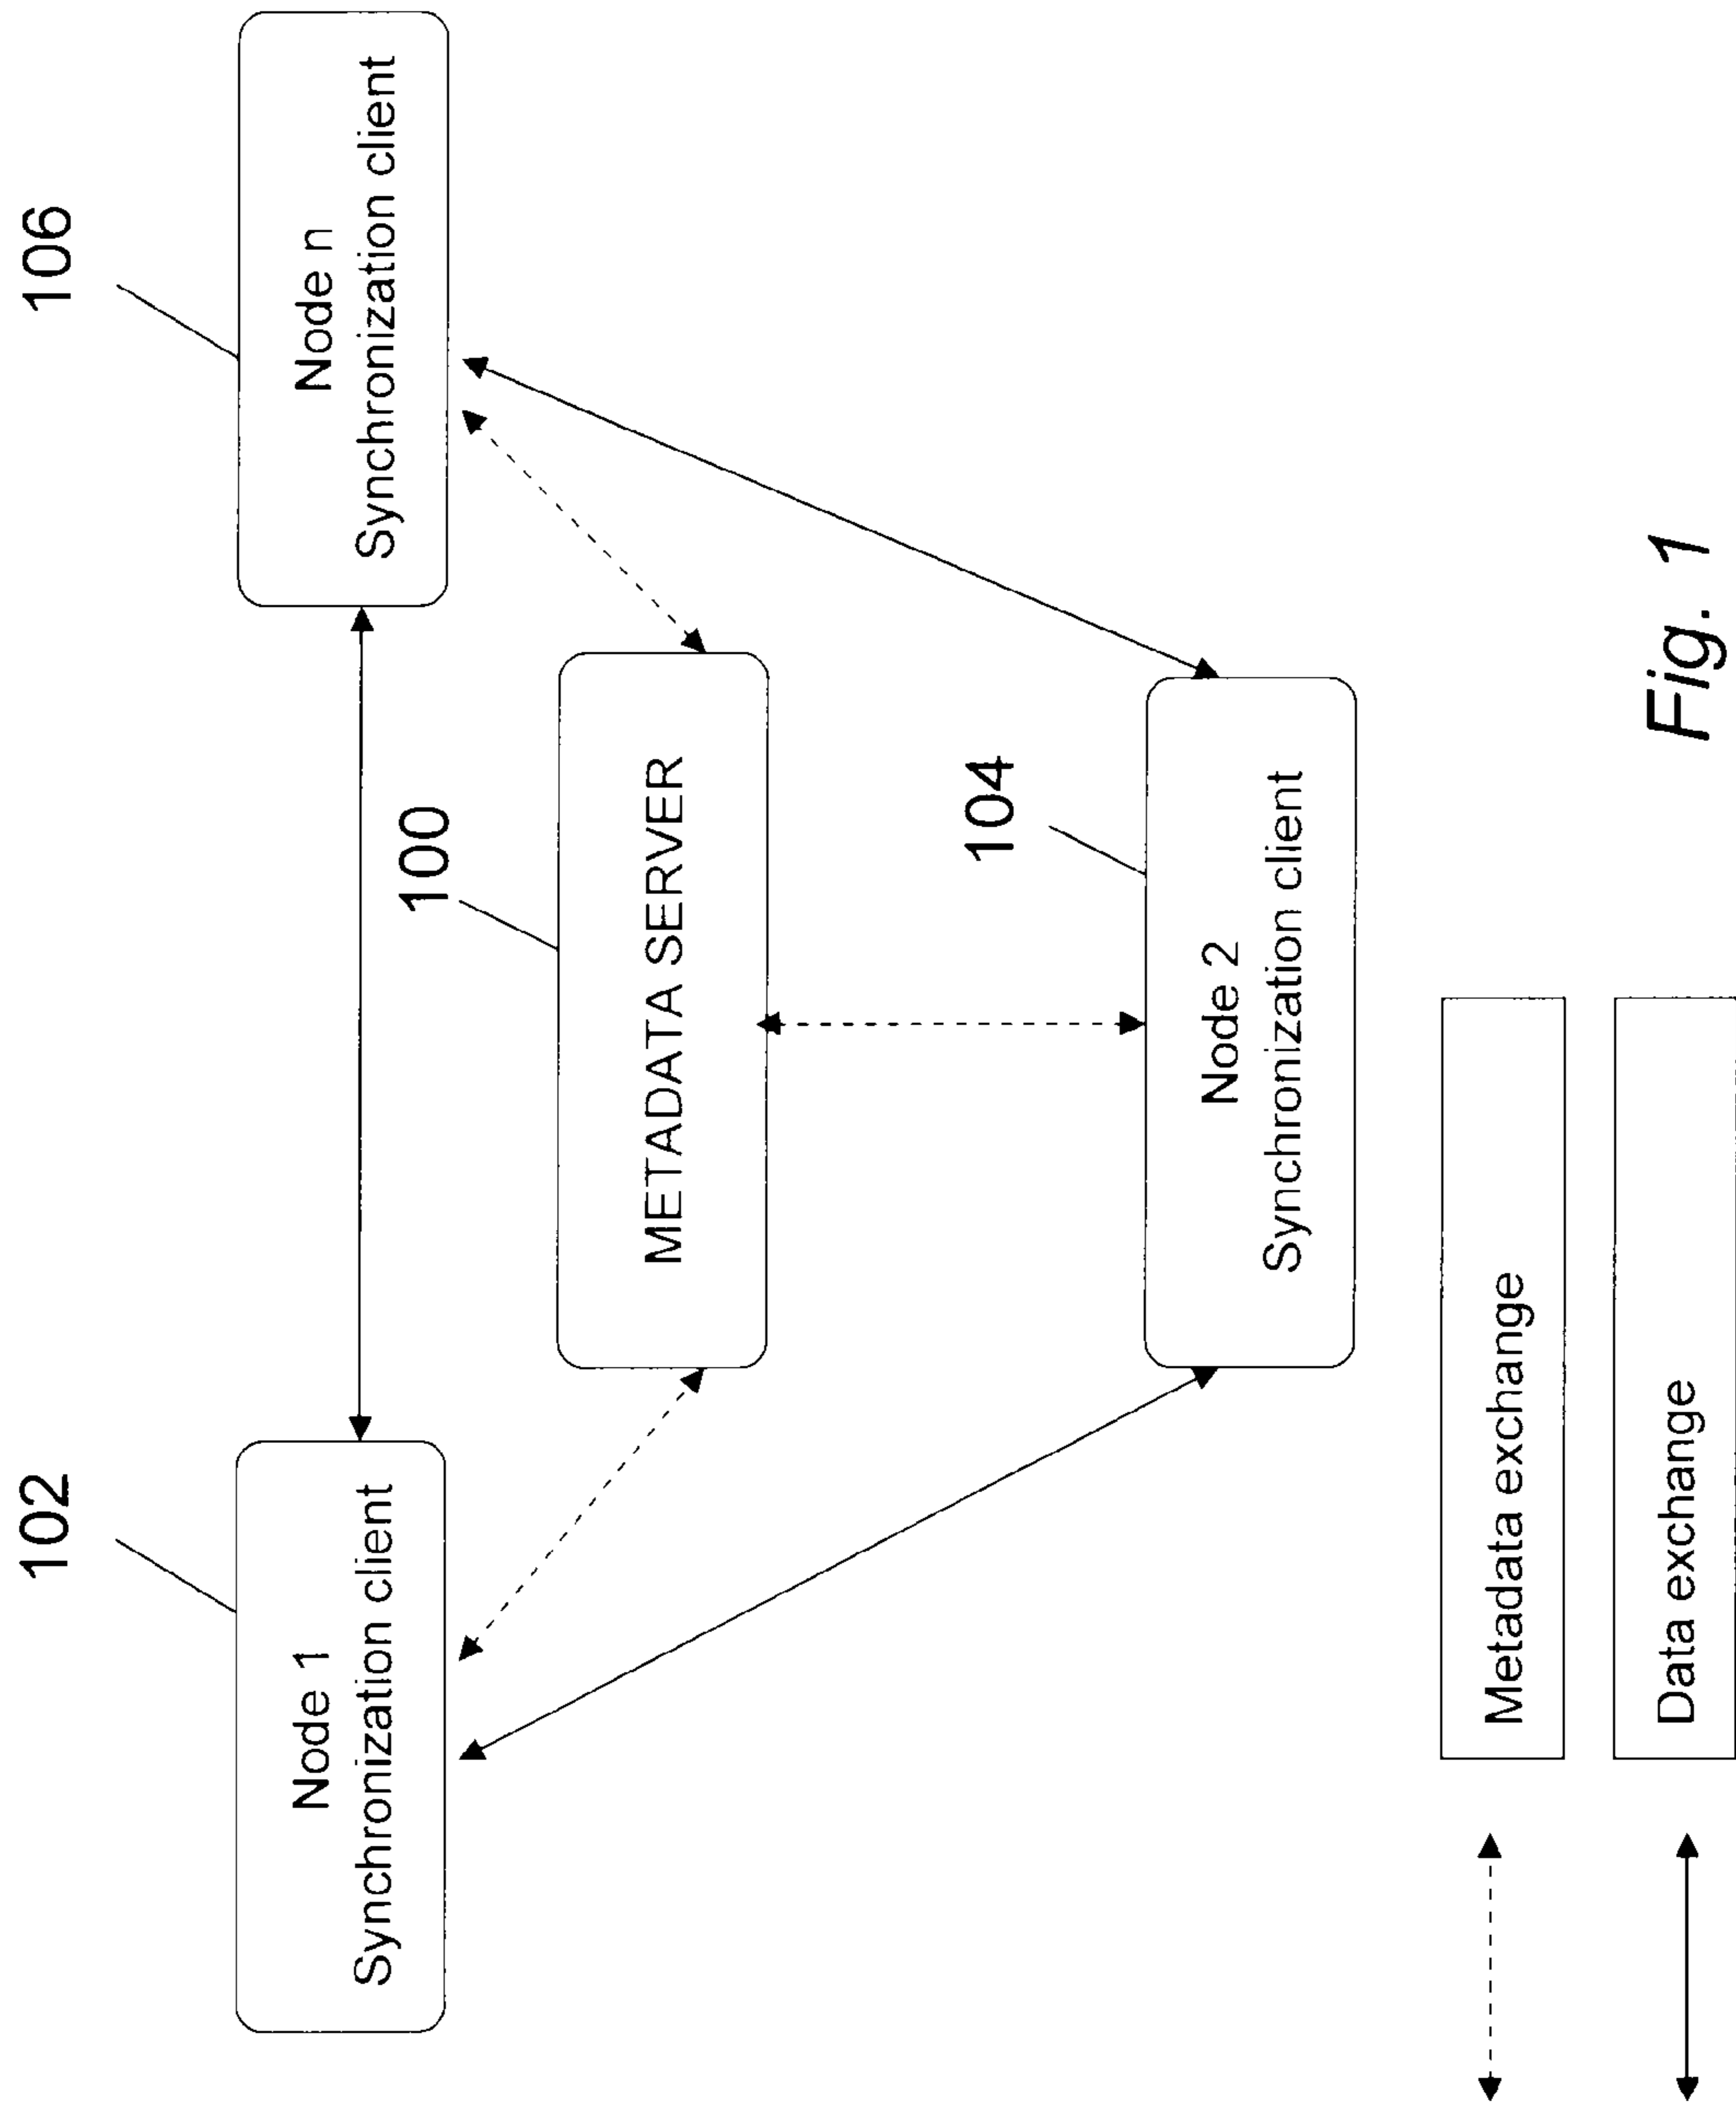 102
106
Node 1
Synchronization client
Node n
Synchronization client
100
METADATA SERVER
104
Node 2
Synchronization client
Metadata exchange
Data exchange
Fig. 1